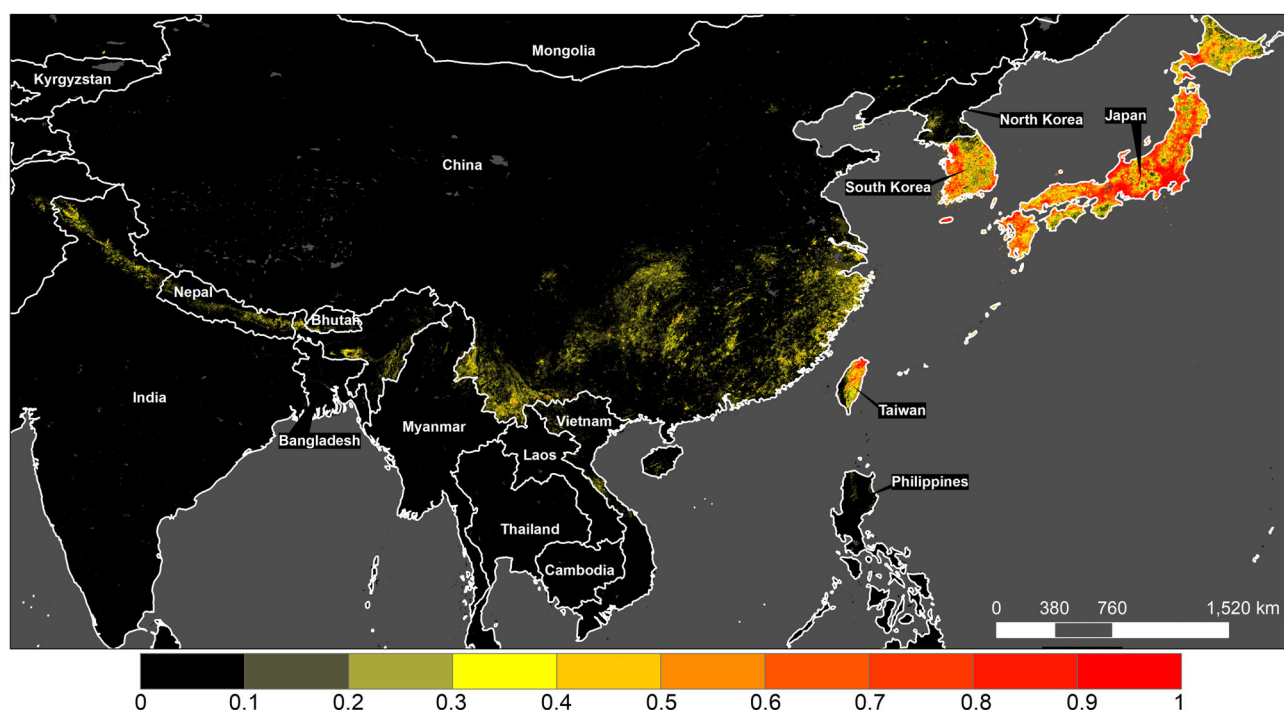 Mongolia
Kyrgyzstan
North Korea
Japan
China
South Korea
Nepal
Bhutan
India
Taiwan
Myanmar
Vietnam
Bangladesh
Laos
Philippines
Thailand
Cambodia
0 380 760 1,520 km
0 0.1 0.2 0.3 0.4 0.5 0.6 0.7 0.8 0.9 1